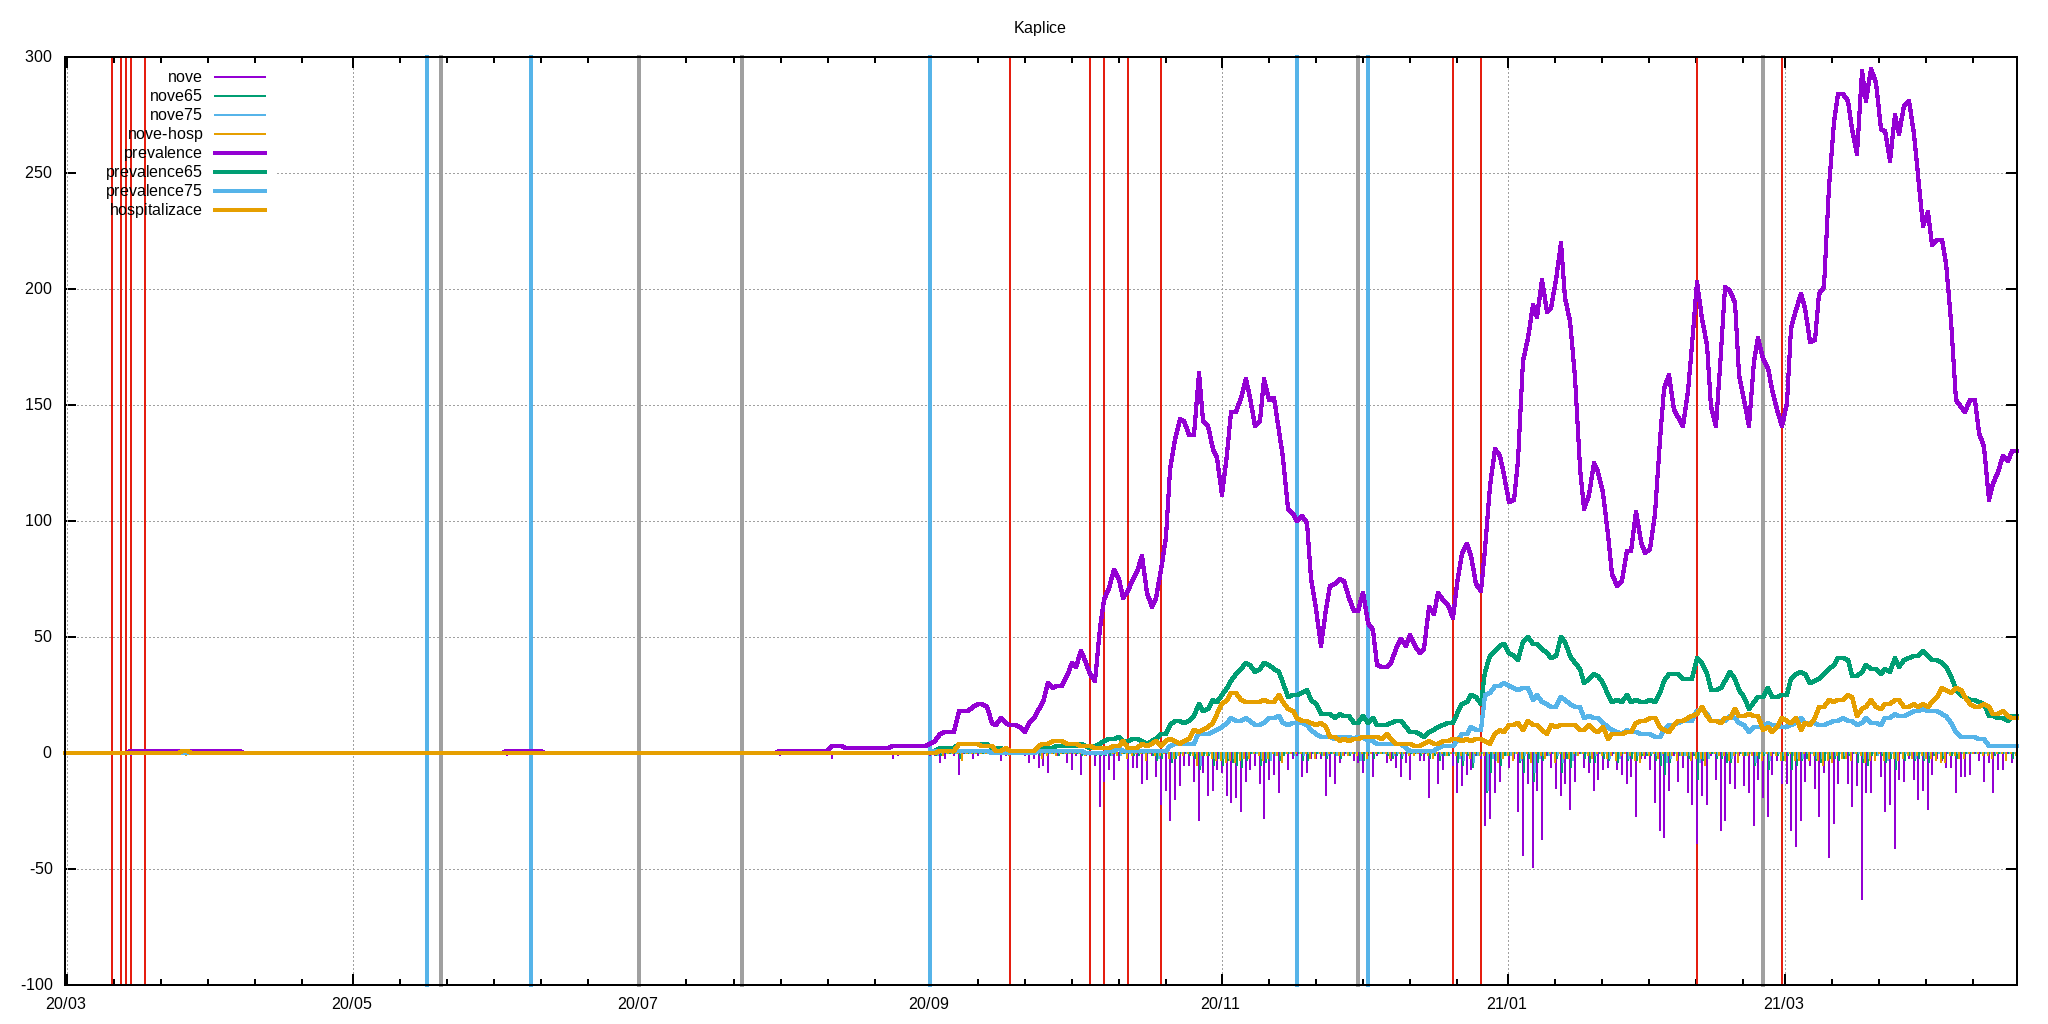 Kaplice
300
nove
nove65
nove75
nove-hosp
prevalence
prevalence65
prevalence75
hospitalizace
250
200
150
100
50
0
-50
-100
20/03 20/05 20/07 20/09 20/11 21/01 21/03